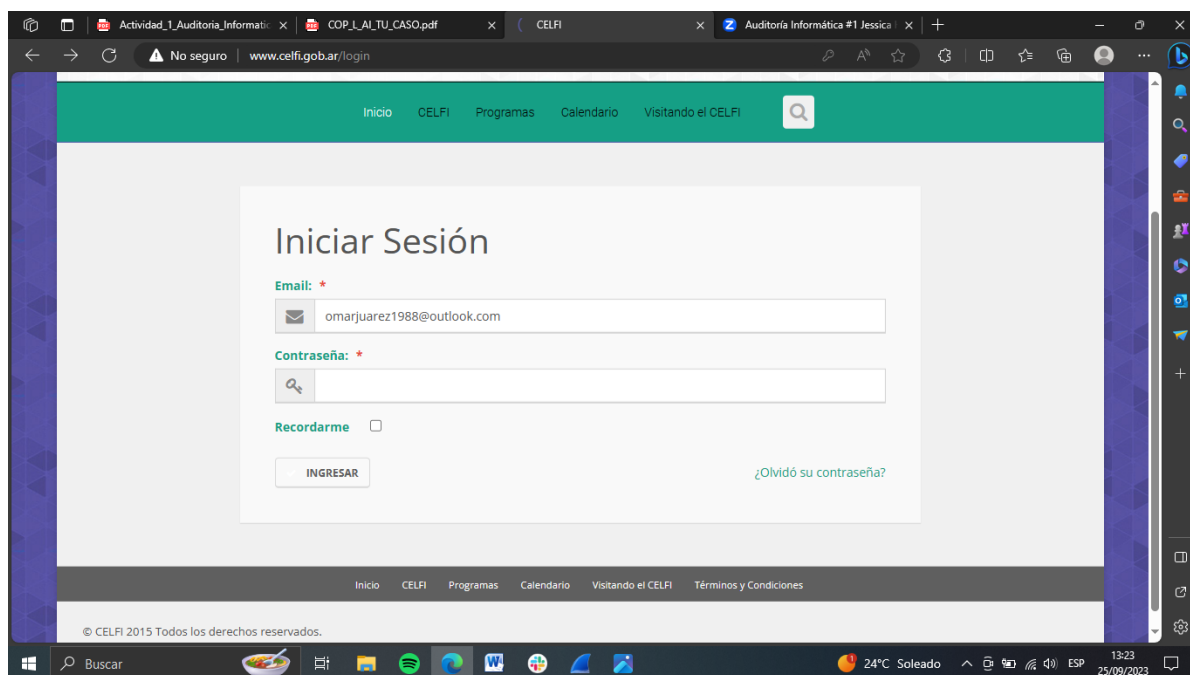 Actividad_1_Auditoria_Informatic
COP_L_AI_TU_CASO.pdf
CELFI
Auditoría Informática #1 Jessica
No seguro
www.celfi.gob.ar/login
Inicio CELFI Programas Calendario Visitando el CELFI
Iniciar Sesión
Email: *
omarjuarez1988@outlook.com
Contraseña: *
Recordarme
INGRESAR
¿Olvidó su contraseña?
Inicio CELFI Programas Calendario Visitando el CELFI Términos y Condiciones
© CELFI 2015 Todos los derechos reservados.
Buscar
24°C Soleado
ESP
13:23
25/09/2023